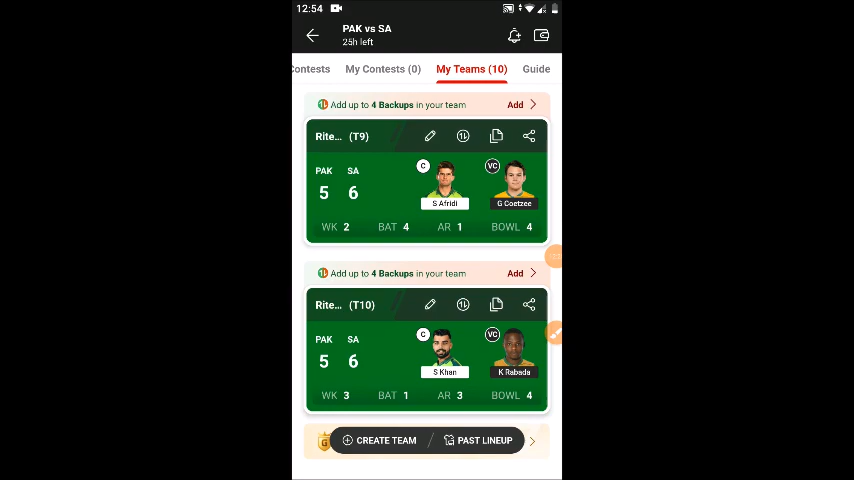 12:54
PAK vs SA
25h left
Contests My Contests (0) My Teams (10) Guide
Add up to 4 Backups in your team Add
Rite... (T9)
C VC
PAK SA
5 6
S Afridi G Coetzee
WK 2 BAT 4 AR 1 BOWL 4
Add up to 4 Backups in your team Add
Rite... (T10)
C VC
PAK SA
5 6
S Khan K Rabada
WK 3 BAT 1 AR 3 BOWL 4
G CREATE TEAM PAST LINEUP